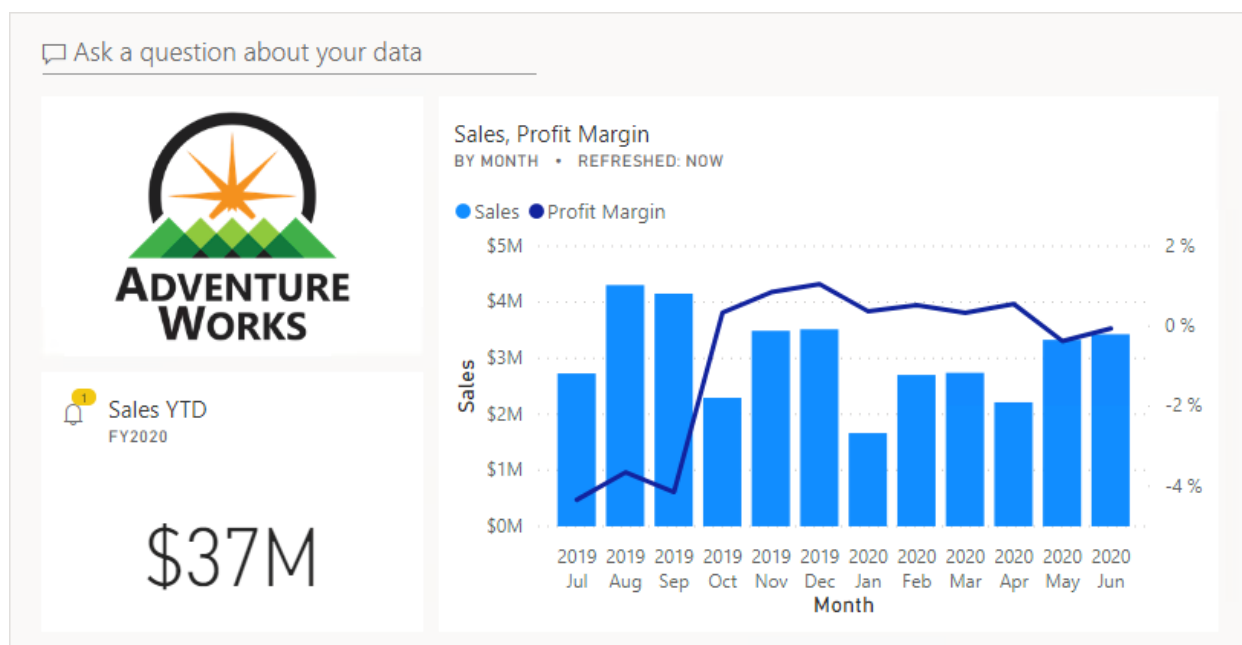 Ask a question about your data
ADVENTURE
WORKS
1
Sales YTD
FY2020
$37M
Sales, Profit Margin
BY MONTH • REFRESHED: NOW
Sales Profit Margin
$5M 2 %
$4M
0 %
$3M
Sales
$2M
-2 %
$1M
-4 %
$0M
2019 2019 2019 2019 2019 2019 2020 2020 2020 2020 2020 2020
Jul Aug Sep Oct Nov Dec Jan Feb Mar Apr May Jun
Month